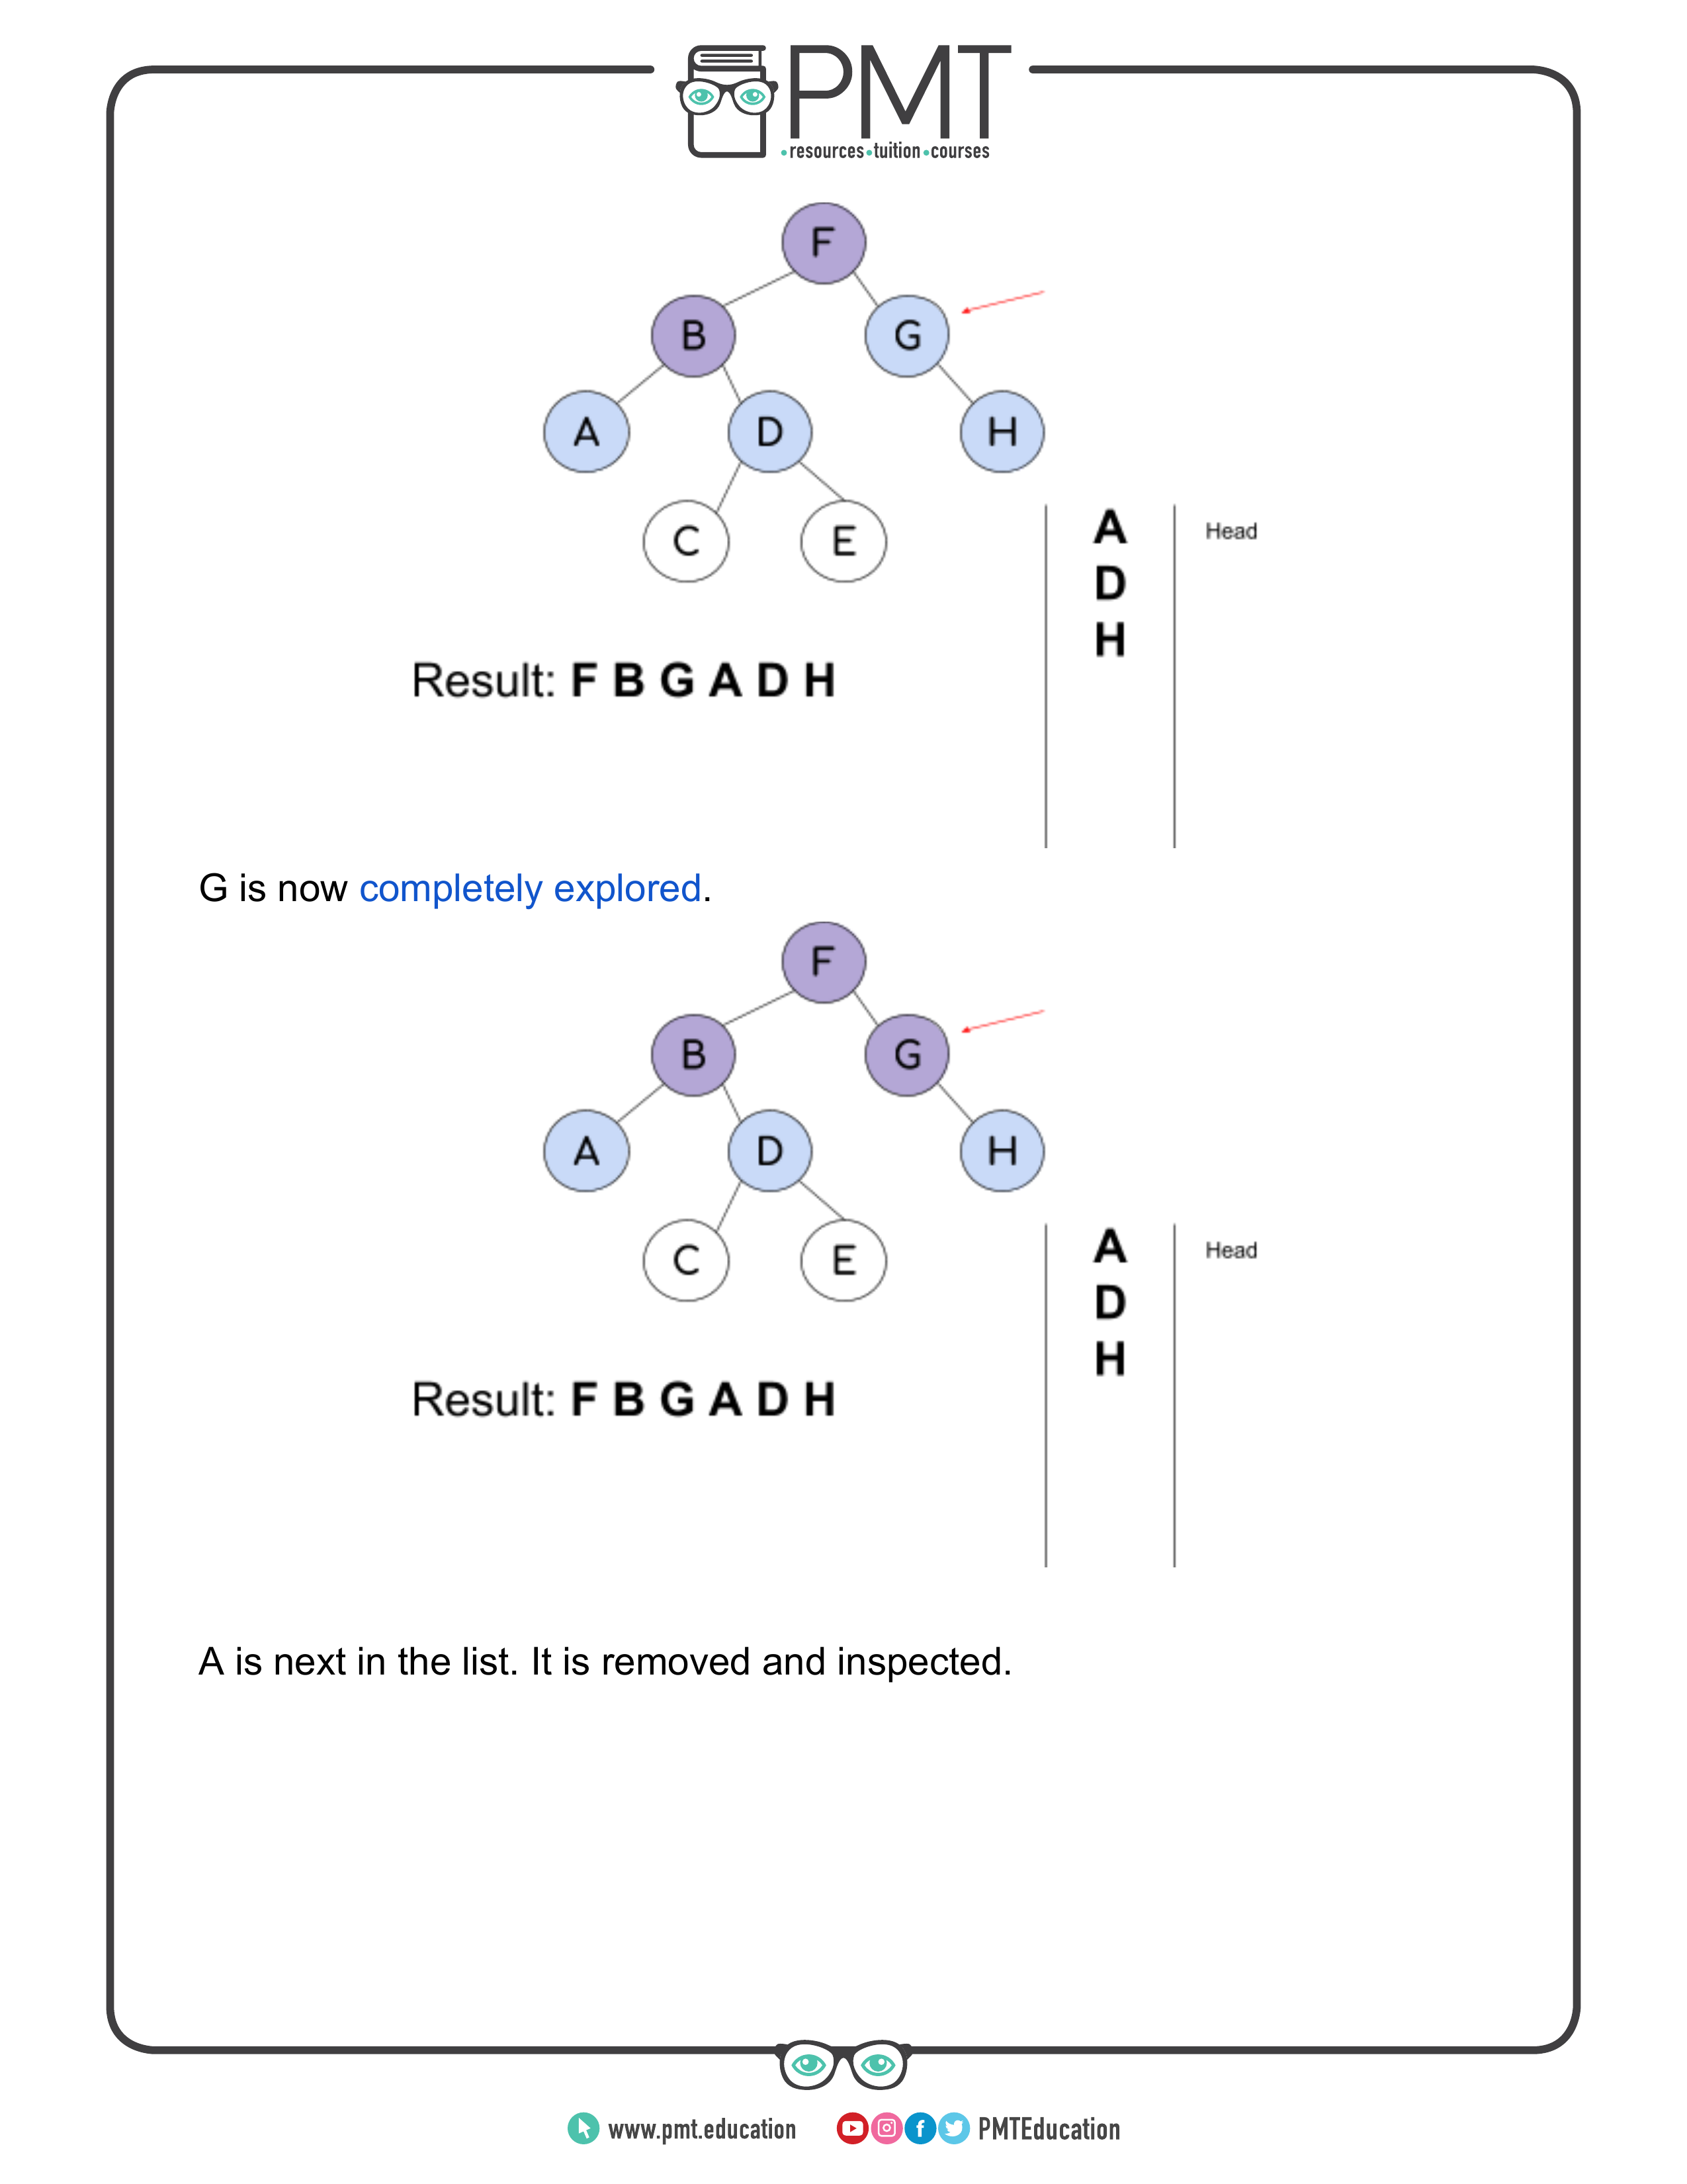 PMT
•resources•tuition•courses
F
B
G
A
D
H
C
E
A
Head
D
H
Result: F B G A D H
G is now completely explored.
F
B
G
A
D
H
C
E
A
Head
D
H
Result: F B G A D H
A is next in the list. It is removed and inspected.
www.pmt.education
PMTEducation